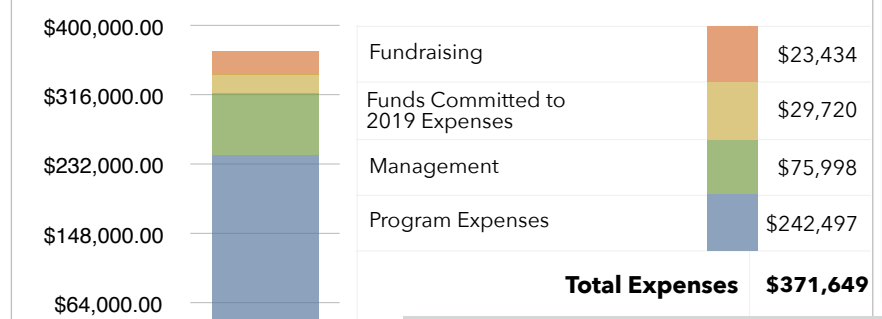 $400,000.00
$316,000.00
$232,000.00
$148,000.00
$64,000.00
Fundraising $23,434
Funds Committed to
2019 Expenses $29,720
Management $75,998
Program Expenses $242,497
Total Expenses $371,649